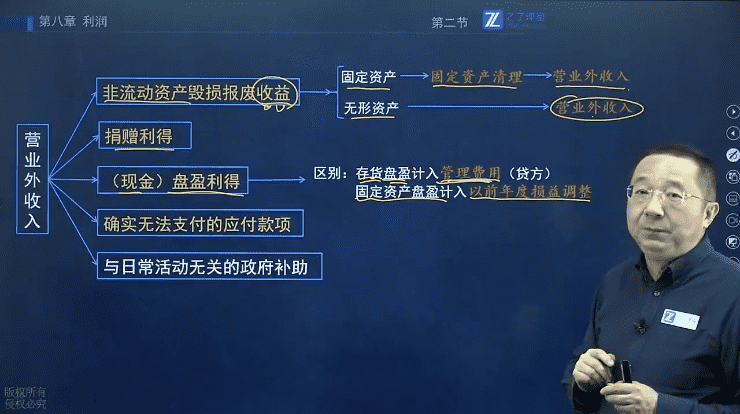 第八章 利润
第二节
乙了课堂
营业外收入
非流动资产毁损报废收益
固定资产
固定资产清理
营业外收入
无形资产
营业外收入
捐赠利得
（现金）盘盈利得
区别：存货盘盈计入管理费用（贷方）
固定资产盘盈计入以前年度损益调整
确实无法支付的应付款项
与日常活动无关的政府补助
版权所有
侵权必究